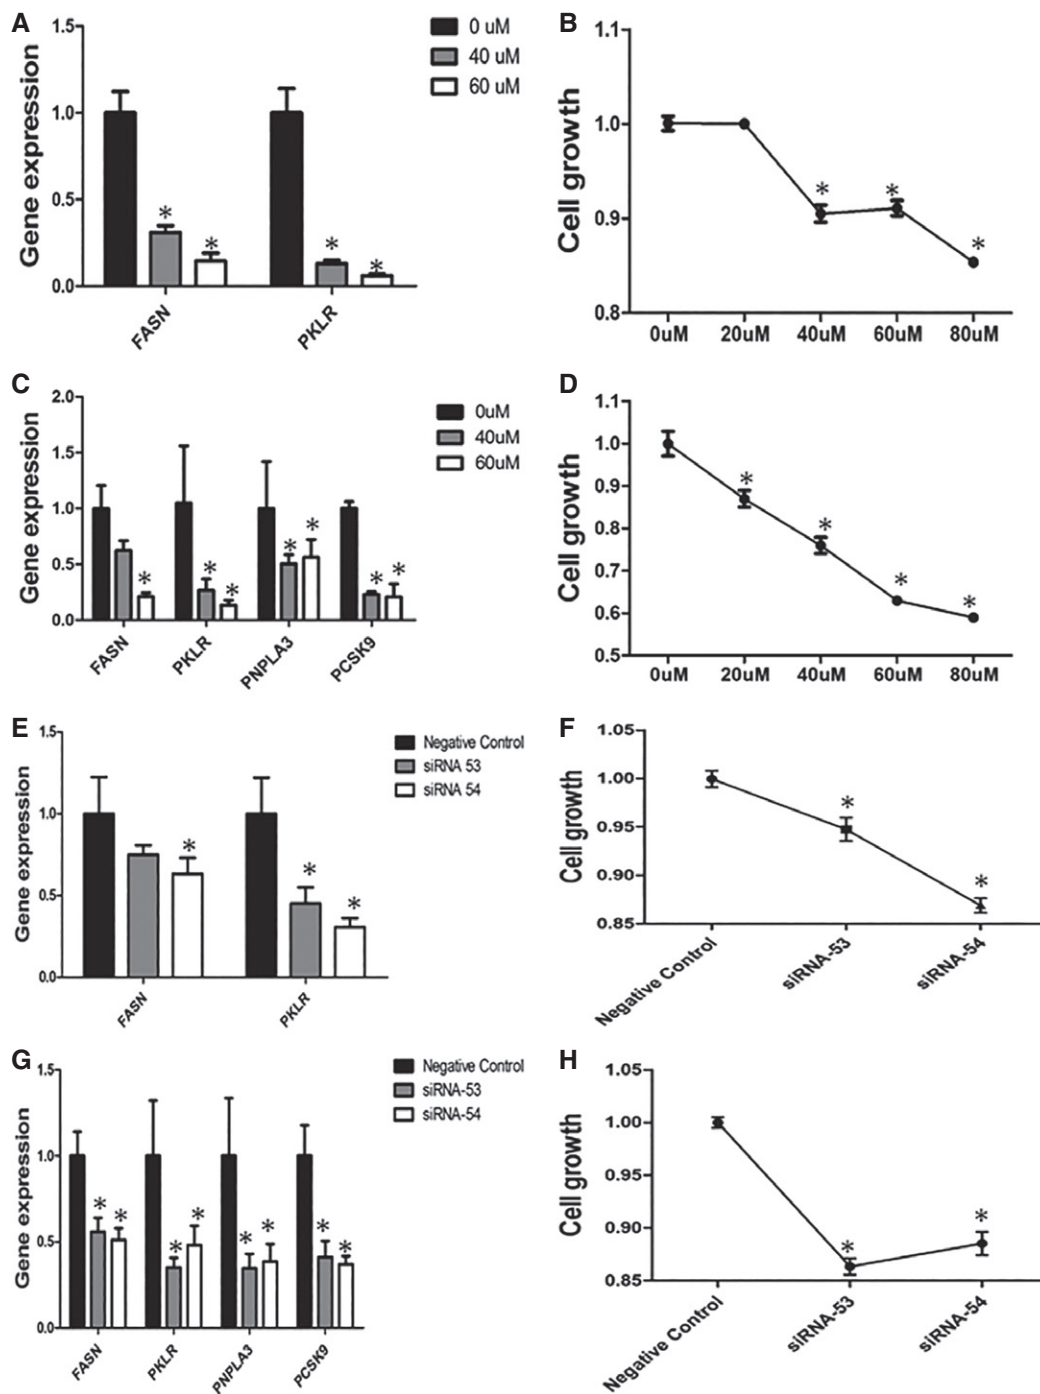 A
Gene expression
1.5
1.0
0.5
0.0
0 uM
40 uM
60 uM
* * * *
FASN PKLR
B
Cell growth
1.1
1.0
0.9
0.8
* * *
0uM 20uM 40uM 60uM 80uM
C
Gene expression
2.0
1.5
1.0
0.5
0.0
0uM
40uM
60uM
* * * * * * *
FASN PKLR PNPLA3 PCSK9
D
Cell growth
1.1
1.0
0.9
0.8
0.7
0.6
0.5
* * * *
0uM 20uM 40uM 60uM 80uM
E
Gene expression
1.5
1.0
0.5
0.0
Negative Control
siRNA 53
siRNA 54
* * *
FASN PKLR
F
Cell growth
1.05
1.00
0.95
0.90
0.85
* *
Negative Control siRNA-53 siRNA-54
G
Gene expression
1.5
1.0
0.5
0.0
Negative Control
siRNA-53
siRNA-54
* * * * * * * *
FASN PKLR PNPLA3 PCSK9
H
Cell growth
1.05
1.00
0.95
0.90
0.85
* *
Negative Control siRNA-53 siRNA-54